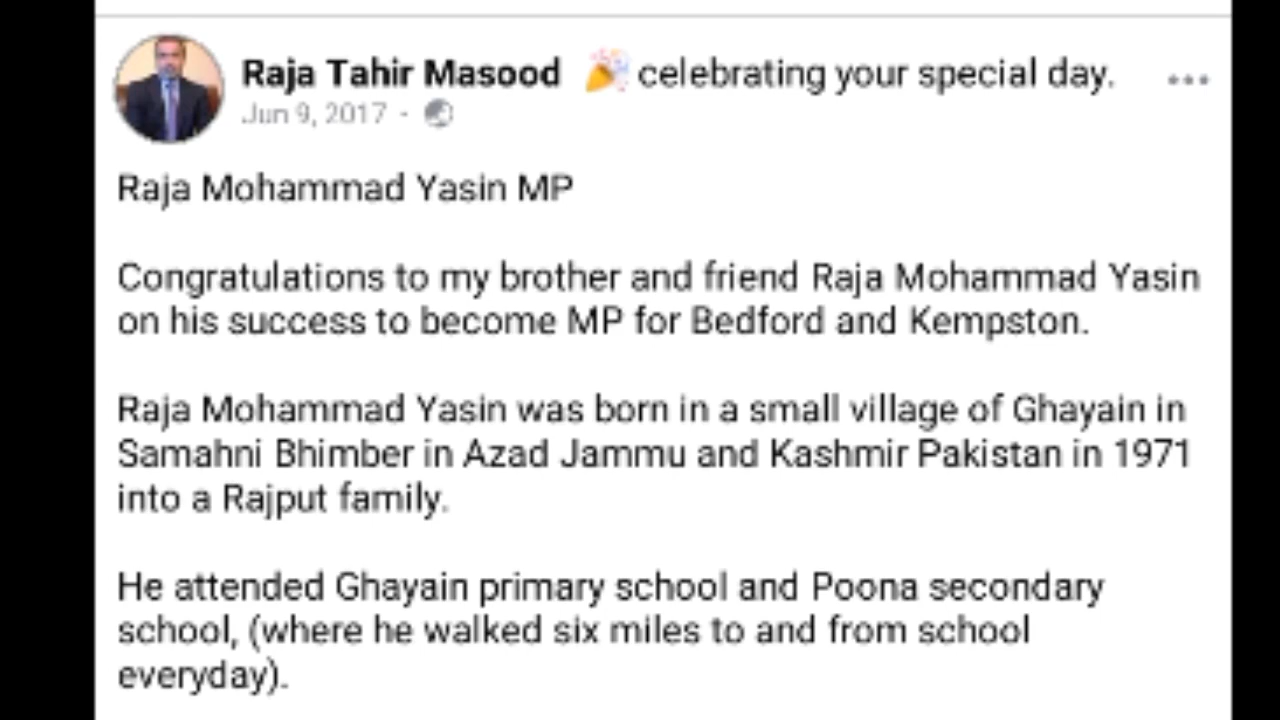 Raja Tahir Masood 🎉 celebrating your special day.
Jun 9, 2017 ·
Raja Mohammad Yasin MP
Congratulations to my brother and friend Raja Mohammad Yasin
on his success to become MP for Bedford and Kempston.
Raja Mohammad Yasin was born in a small village of Ghayain in
Samahni Bhimber in Azad Jammu and Kashmir Pakistan in 1971
into a Rajput family.
He attended Ghayain primary school and Poona secondary
school, (where he walked six miles to and from school
everyday).